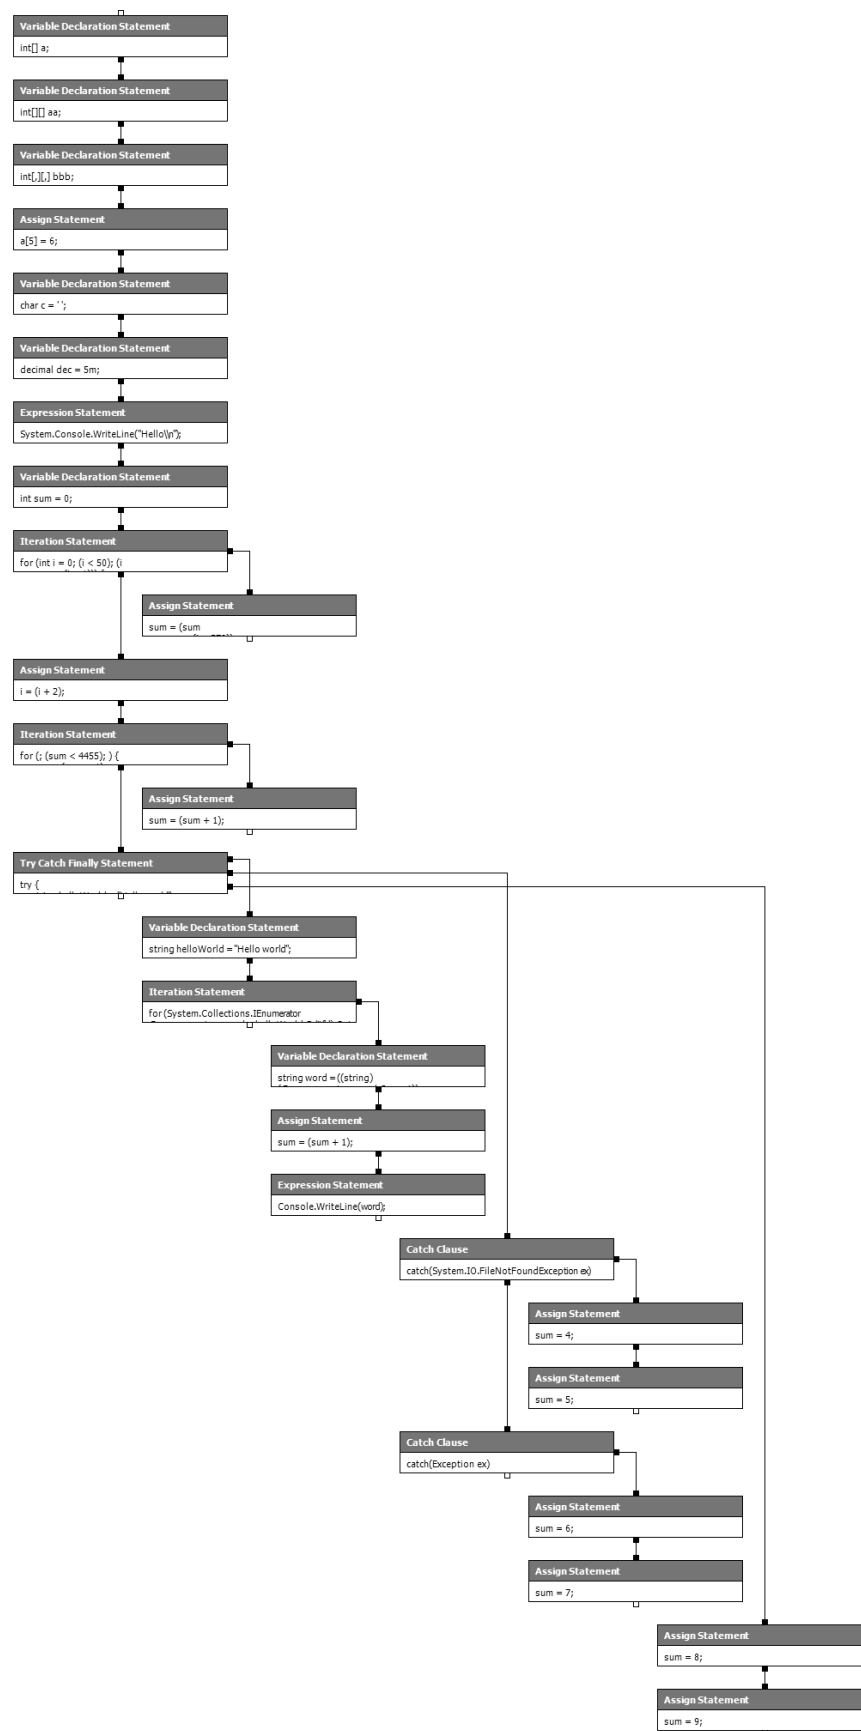 Variable Declaration Statement
int[] a;
Variable Declaration Statement
int[][] aa;
Variable Declaration Statement
int[,][,] bbb;
Assign Statement
a[5] = 6;
Variable Declaration Statement
char c = ' ';
Variable Declaration Statement
decimal dec = 5m;
Expression Statement
System.Console.WriteLine("Hello\\n");
Variable Declaration Statement
int sum = 0;
Iteration Statement
for (int i = 0; (i < 50); (i
Assign Statement
sum = (sum
Assign Statement
i = (i + 2);
Iteration Statement
for (; (sum < 4455); ) {
Assign Statement
sum = (sum + 1);
Try Catch Finally Statement
try {
Variable Declaration Statement
string helloWorld = "Hello world";
Iteration Statement
for (System.Collections.IEnumerator
Variable Declaration Statement
string word = ((string)
Assign Statement
sum = (sum + 1);
Expression Statement
Console.WriteLine(word);
Catch Clause
catch(System.IO.FileNotFoundException ex)
Assign Statement
sum = 4;
Assign Statement
sum = 5;
Catch Clause
catch(Exception ex)
Assign Statement
sum = 6;
Assign Statement
sum = 7;
Assign Statement
sum = 8;
Assign Statement
sum = 9;